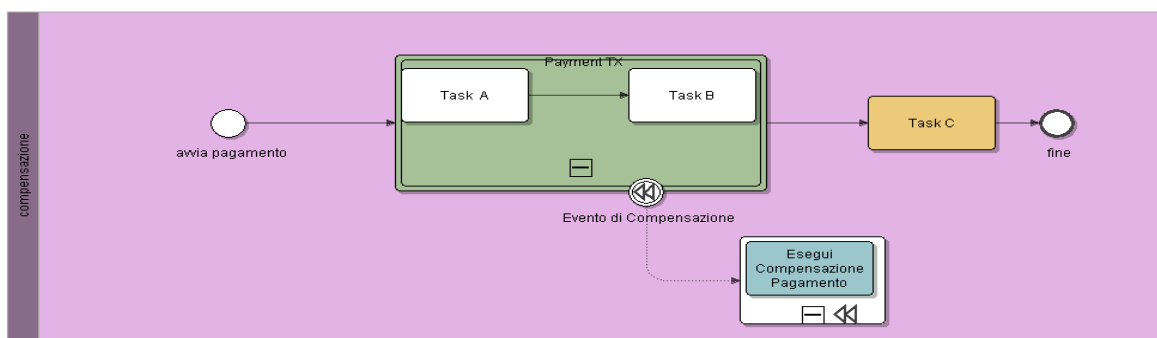 compensazione
avvia pagamento
Payment TX
Task A
Task B
Evento di Compensazione
Esegui
Compensazione
Pagamento
Task C
fine